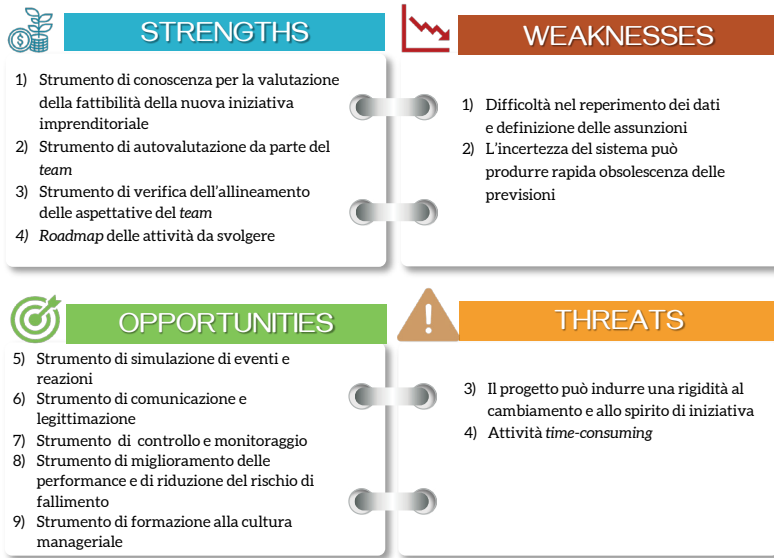 STRENGTHS
1) Strumento di conoscenza per la valutazione
della fattibilità della nuova iniziativa
imprenditoriale
2) Strumento di autovalutazione da parte del
team
3) Strumento di verifica dell'allineamento
delle aspettative del team
4) Roadmap delle attività da svolgere
WEAKNESSES
1) Difficoltà nel reperimento dei dati
e definizione delle assunzioni
2) L'incertezza del sistema può
produrre rapida obsolescenza delle
previsioni
OPPORTUNITIES
5) Strumento di simulazione di eventi e
reazioni
6) Strumento di comunicazione e
legittimazione
7) Strumento di controllo e monitoraggio
8) Strumento di miglioramento delle
performance e di riduzione del rischio di
fallimento
9) Strumento di formazione alla cultura
manageriale
THREATS
3) Il progetto può indurre una rigidità al
cambiamento e allo spirito di iniziativa
4) Attività time-consuming